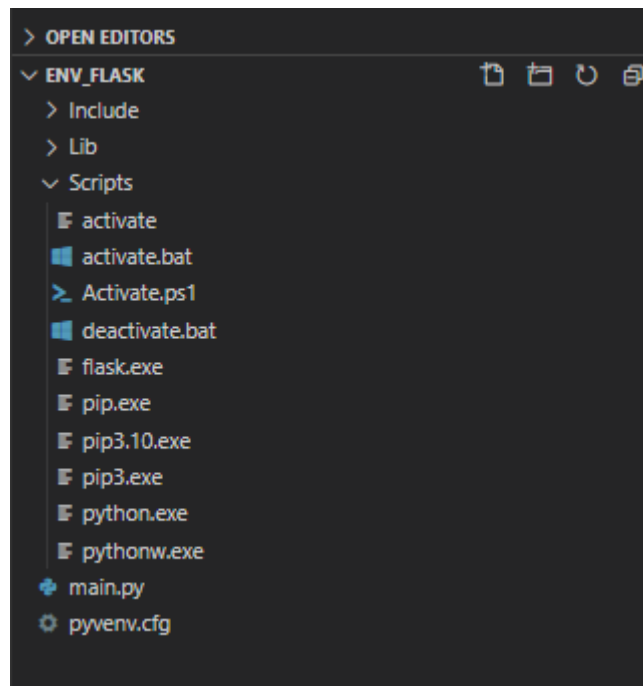 OPEN EDITORS
ENV_FLASK
Include
Lib
Scripts
activate
activate.bat
Activate.ps1
deactivate.bat
flask.exe
pip.exe
pip3.10.exe
pip3.exe
python.exe
pythonw.exe
main.py
pyvenv.cfg